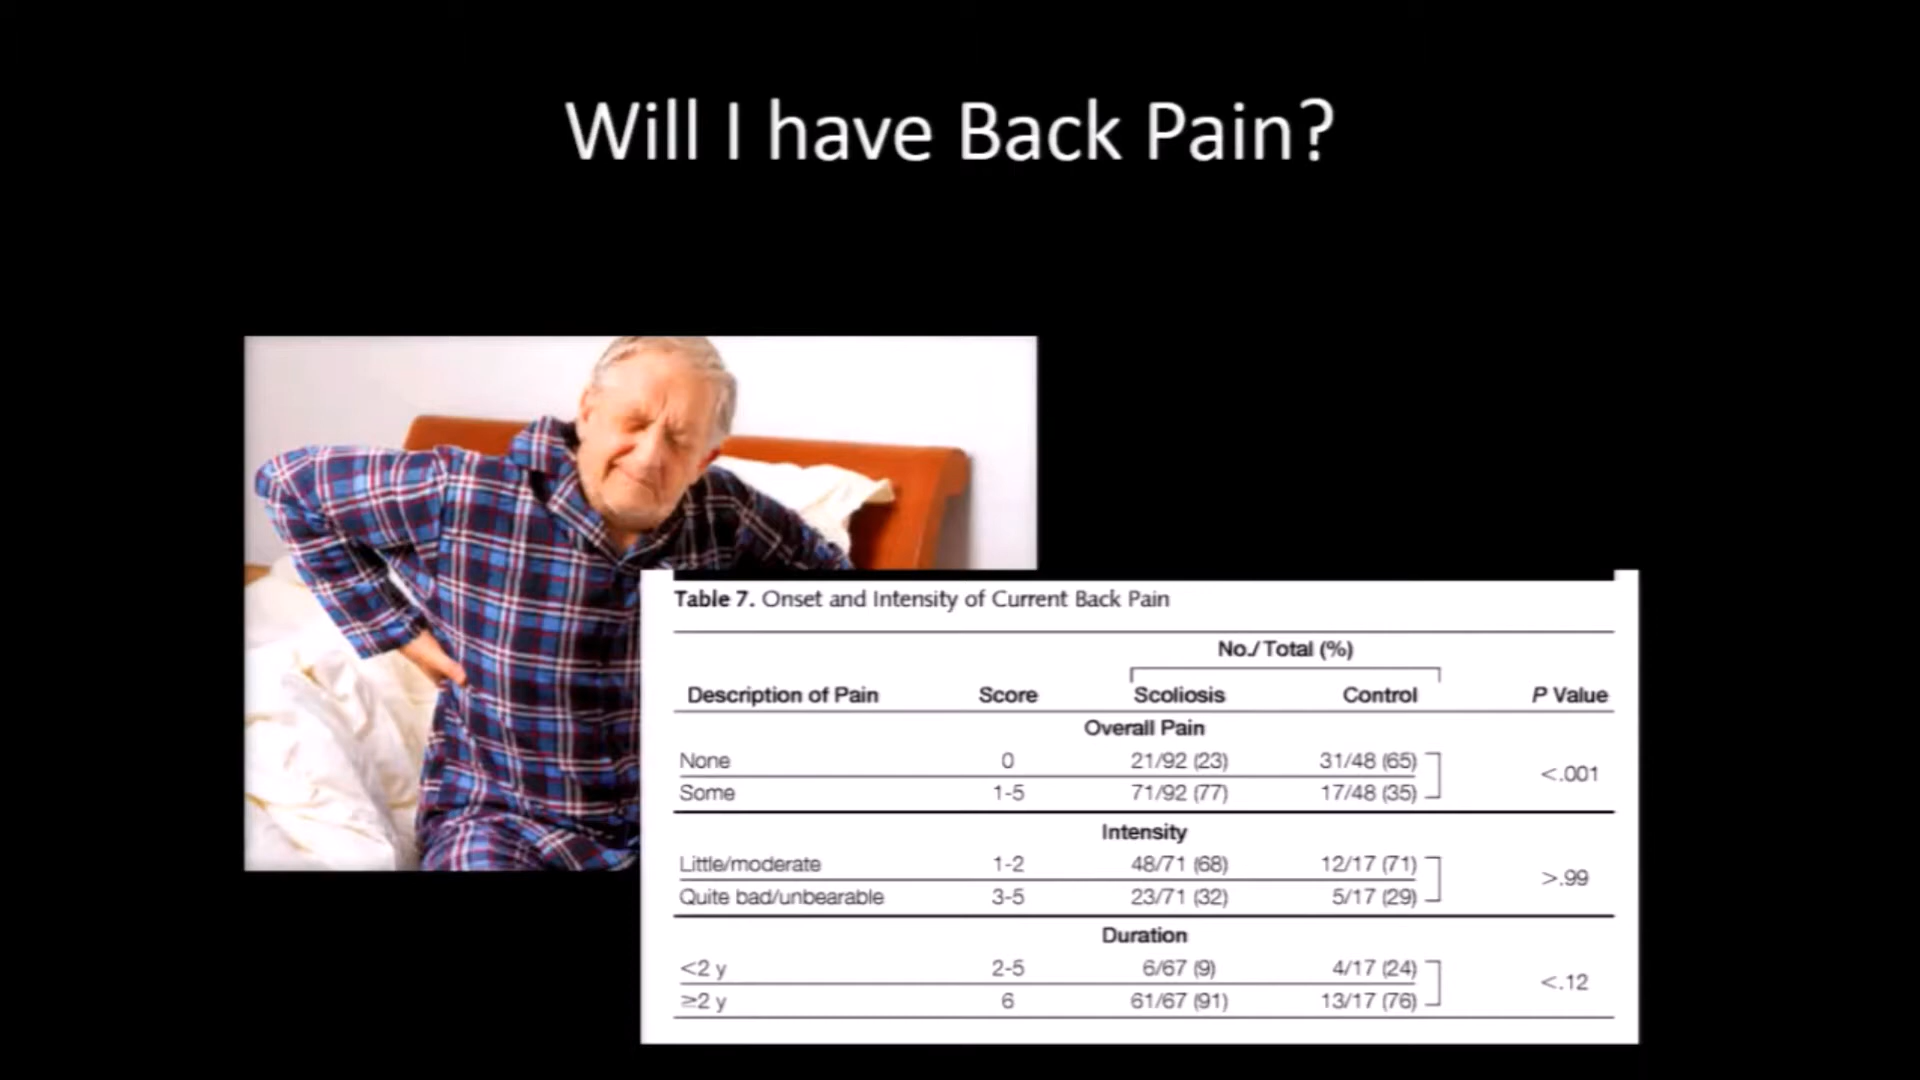 Will I have Back Pain?
Table 7. Onset and Intensity of Current Back Pain
No./Total (%)
Description of Pain Score Scoliosis Control P Value
Overall Pain
None 0 21/92 (23) 31/48 (65)
<.001
Some 1-5 71/92 (77) 17/48 (35)
Intensity
Little/moderate 1-2 48/71 (68) 12/17 (71)
>.99
Quite bad/unbearable 3-5 23/71 (32) 5/17 (29)
Duration
<2 y 2-5 6/67 (9) 4/17 (24)
<.12
≥2 y 6 61/67 (91) 13/17 (76)